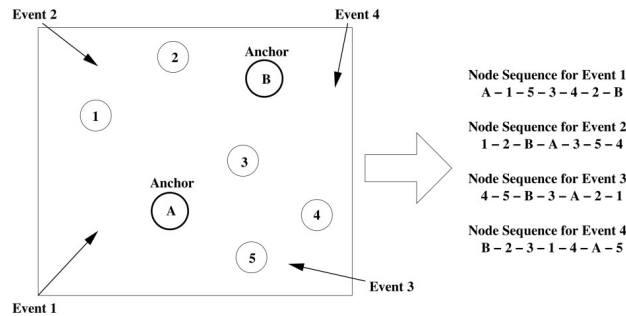 Event 2
Event 4
2
Anchor
B
1
3
Anchor
A
4
5
Event 3
Event 1
Node Sequence for Event 1
A – 1 – 5 – 3 – 4 – 2 – B
Node Sequence for Event 2
1 – 2 – B – A – 3 – 5 – 4
Node Sequence for Event 3
4 – 5 – B – 3 – A – 2 – 1
Node Sequence for Event 4
B – 2 – 3 – 1 – 4 – A – 5